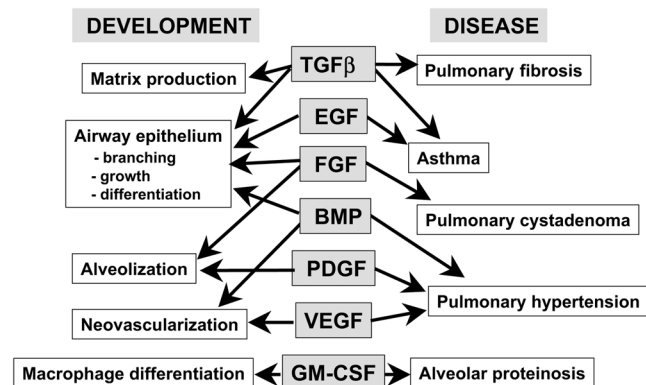 DEVELOPMENT
DISEASE
TGFβ
Matrix production
Pulmonary fibrosis
EGF
Airway epithelium
- branching
- growth
- differentiation
Asthma
FGF
BMP
Pulmonary cystadenoma
Alveolization
PDGF
Pulmonary hypertension
Neovascularization
VEGF
Macrophage differentiation
GM-CSF
Alveolar proteinosis